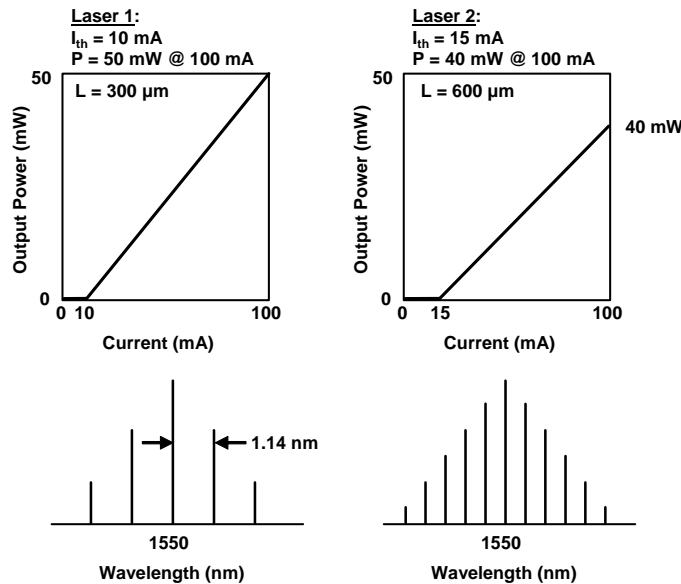 Laser 1:
I_th = 10 mA
P = 50 mW @ 100 mA
50
L = 300 µm
Output Power (mW)
0
0 10 100
Current (mA)
1.14 nm
1550
Wavelength (nm)
Laser 2:
I_th = 15 mA
P = 40 mW @ 100 mA
50
L = 600 µm
40 mW
Output Power (mW)
0
0 15 100
Current (mA)
1550
Wavelength (nm)